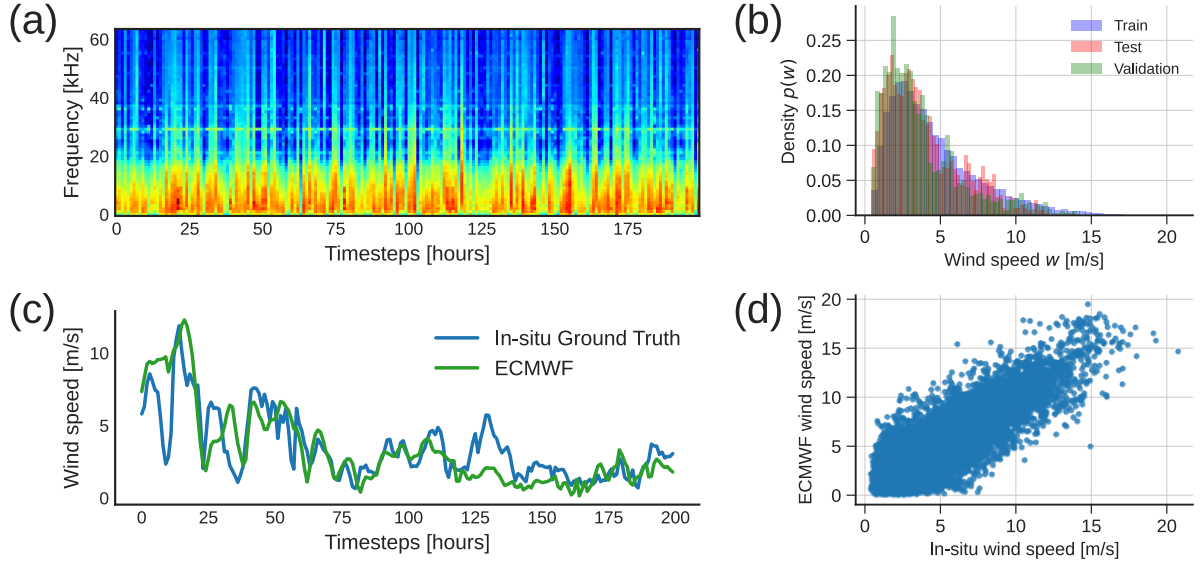 (a)
Frequency [kHz]
60
40
20
0
0 25 50 75 100 125 150 175
Timesteps [hours]
(b)
Density p(w)
0.25
0.20
0.15
0.10
0.05
0.00
Train
Test
Validation
0 5 10 15 20
Wind speed w [m/s]
(c)
Wind speed [m/s]
10
5
0
In-situ Ground Truth
ECMWF
0 25 50 75 100 125 150 175 200
Timesteps [hours]
(d)
ECMWF wind speed [m/s]
20
15
10
5
0
0 5 10 15 20
In-situ wind speed [m/s]